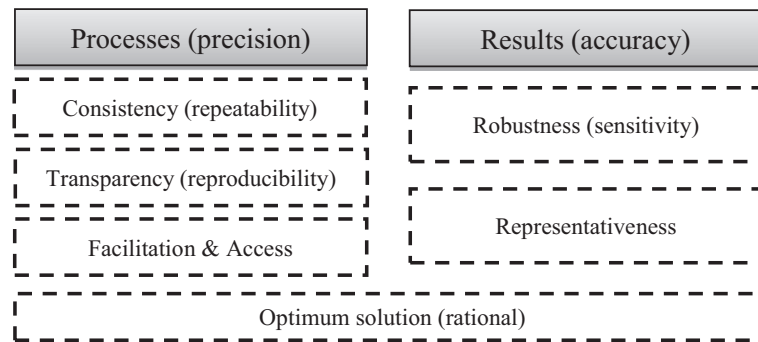 Processes (precision)
Consistency (repeatability)
Transparency (reproducibility)
Facilitation & Access
Results (accuracy)
Robustness (sensitivity)
Representativeness
Optimum solution (rational)